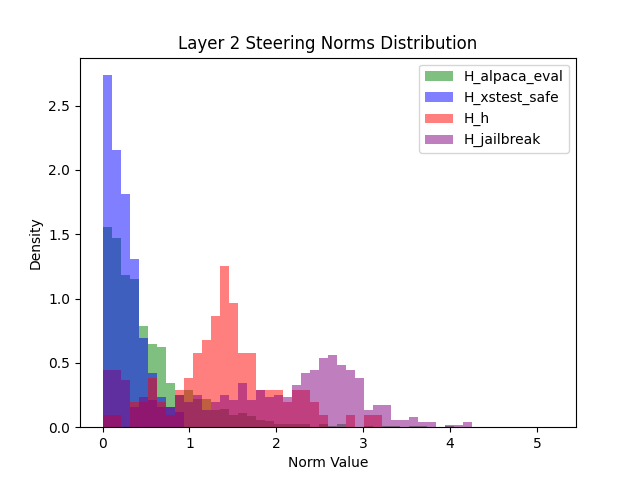 Layer 2 Steering Norms Distribution
H_alpaca_eval
H_xstest_safe
H_h
H_jailbreak
Density
2.5
2.0
1.5
1.0
0.5
0.0
0 1 2 3 4 5
Norm Value